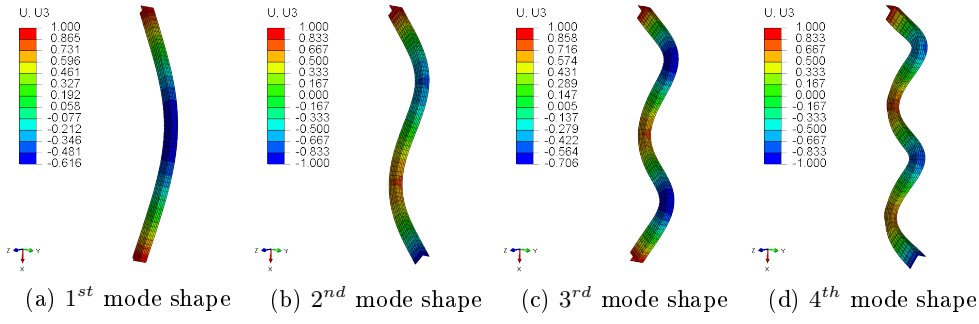 U, U3
1.000
0.865
0.731
0.596
0.461
0.327
0.192
0.058
-0.077
-0.212
-0.346
-0.481
-0.616
Z
Y
X
(a) 1st mode shape
U, U3
1.000
0.833
0.667
0.500
0.333
0.167
0.000
-0.167
-0.333
-0.500
-0.667
-0.833
-1.000
Z
Y
X
(b) 2nd mode shape
U, U3
1.000
0.858
0.716
0.574
0.431
0.289
0.147
0.005
-0.137
-0.279
-0.422
-0.564
-0.706
Z
Y
X
(c) 3rd mode shape
U, U3
1.000
0.833
0.667
0.500
0.333
0.167
0.000
-0.167
-0.333
-0.500
-0.667
-0.833
-1.000
Z
Y
X
(d) 4th mode shape